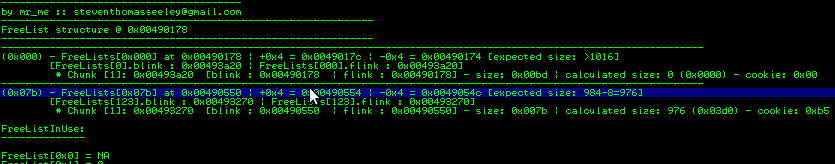 ----------------------------------------
by mr_me :: steventhomasseeley@gmail.com
----------------------------------------
FreeList structure @ 0x00490178
----------------------------------------
(0x000) - FreeLists[0x000] at 0x00490178 | +0x4 = 0x0049017c | -0x4 = 0x00490174 [expected size: >1016]
[FreeLists[0].blink : 0x00493a20 | FreeLists[000].flink : 0x00493a20]
* Chunk [1]: 0x00493a20 [blink : 0x00490178 | flink : 0x00490178] - size: 0x00bd | calculated size: 0 (0x0000) - cookie: 0x00
----------------------------------------
(0x07b) - FreeLists[0x07b] at 0x00490550 | +0x4 = 0x00490554 | -0x4 = 0x0049054c [expected size: 984-8=976]
[FreeLists[123].blink : 0x00493270 | FreeLists[123].flink : 0x00493270]
* Chunk [1]: 0x00493270 [blink : 0x00490550 | flink : 0x00490550] - size: 0x007b | calculated size: 976 (0x03d0) - cookie: 0xb5
FreeListInUse:
--------------
FreeList[0x0] = NA